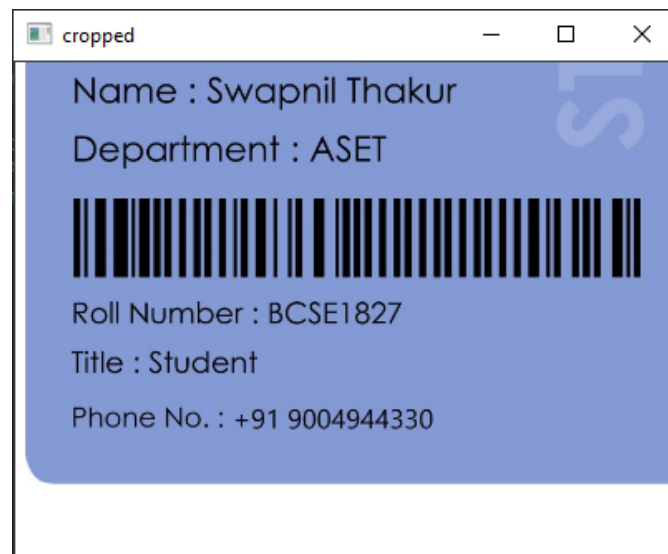 cropped
Name : Swapnil Thakur
Department : ASET
Roll Number : BCSE1827
Title : Student
Phone No. : +91 9004944330